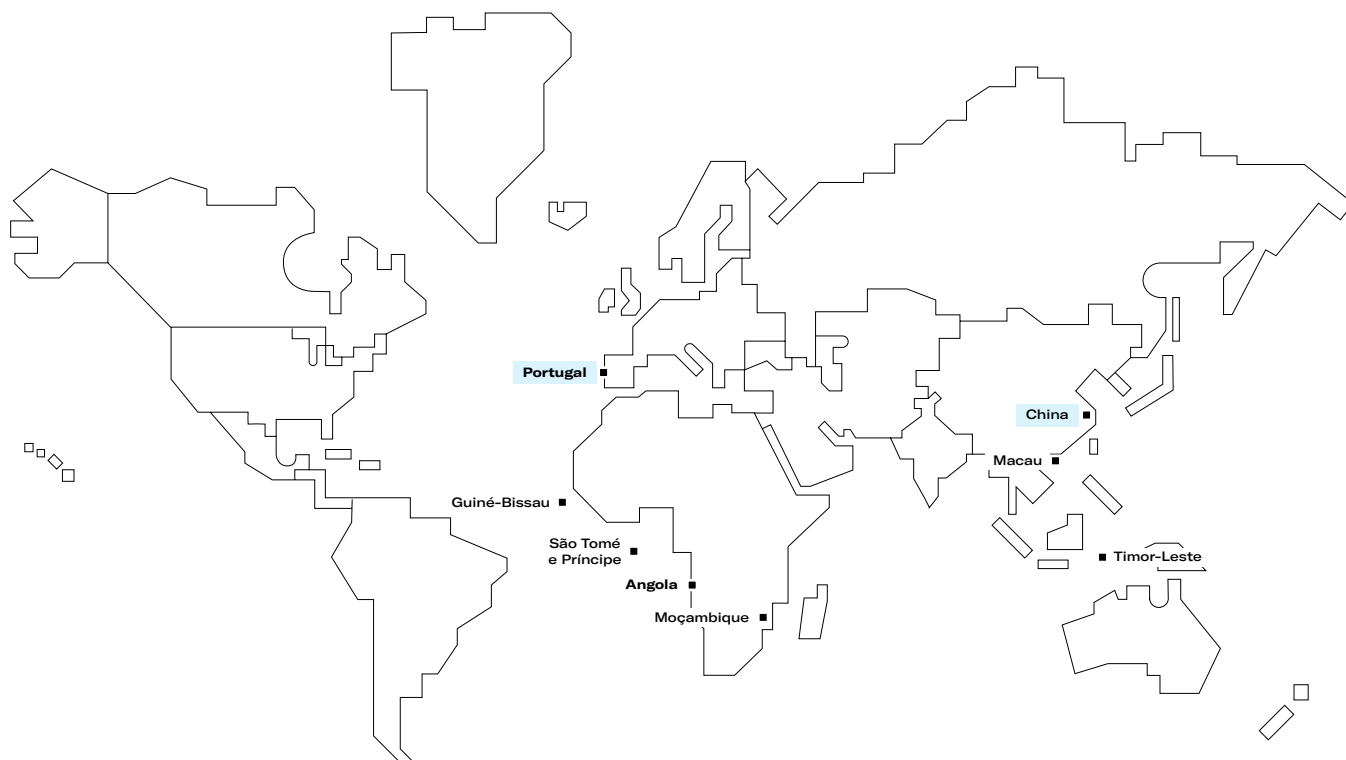 Portugal
China
Macau
Guiné-Bissau
São Tomé
e Príncipe
Timor-Leste
Angola
Moçambique